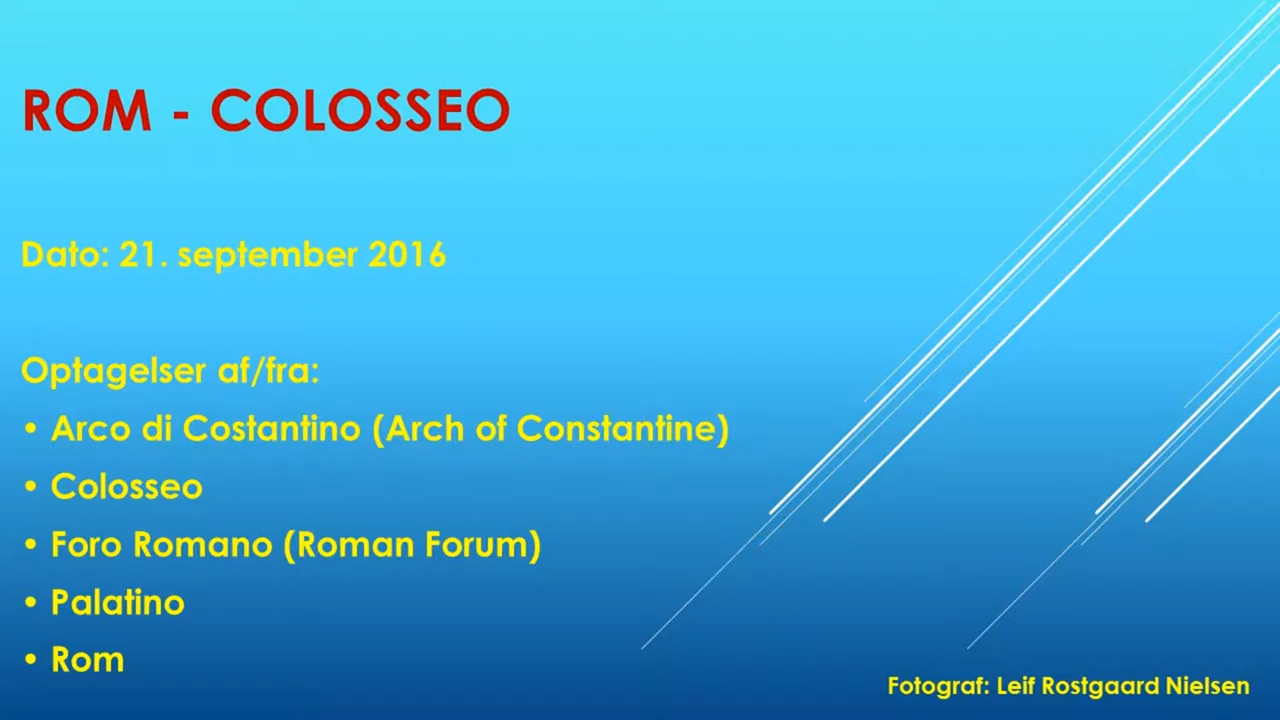 ROM - COLOSSEO
Dato: 21. september 2016
Optagelser af/fra:
• Arco di Costantino (Arch of Constantine)
• Colosseo
• Foro Romano (Roman Forum)
• Palatino
• Rom
Fotograf: Leif Rostgaard Nielsen